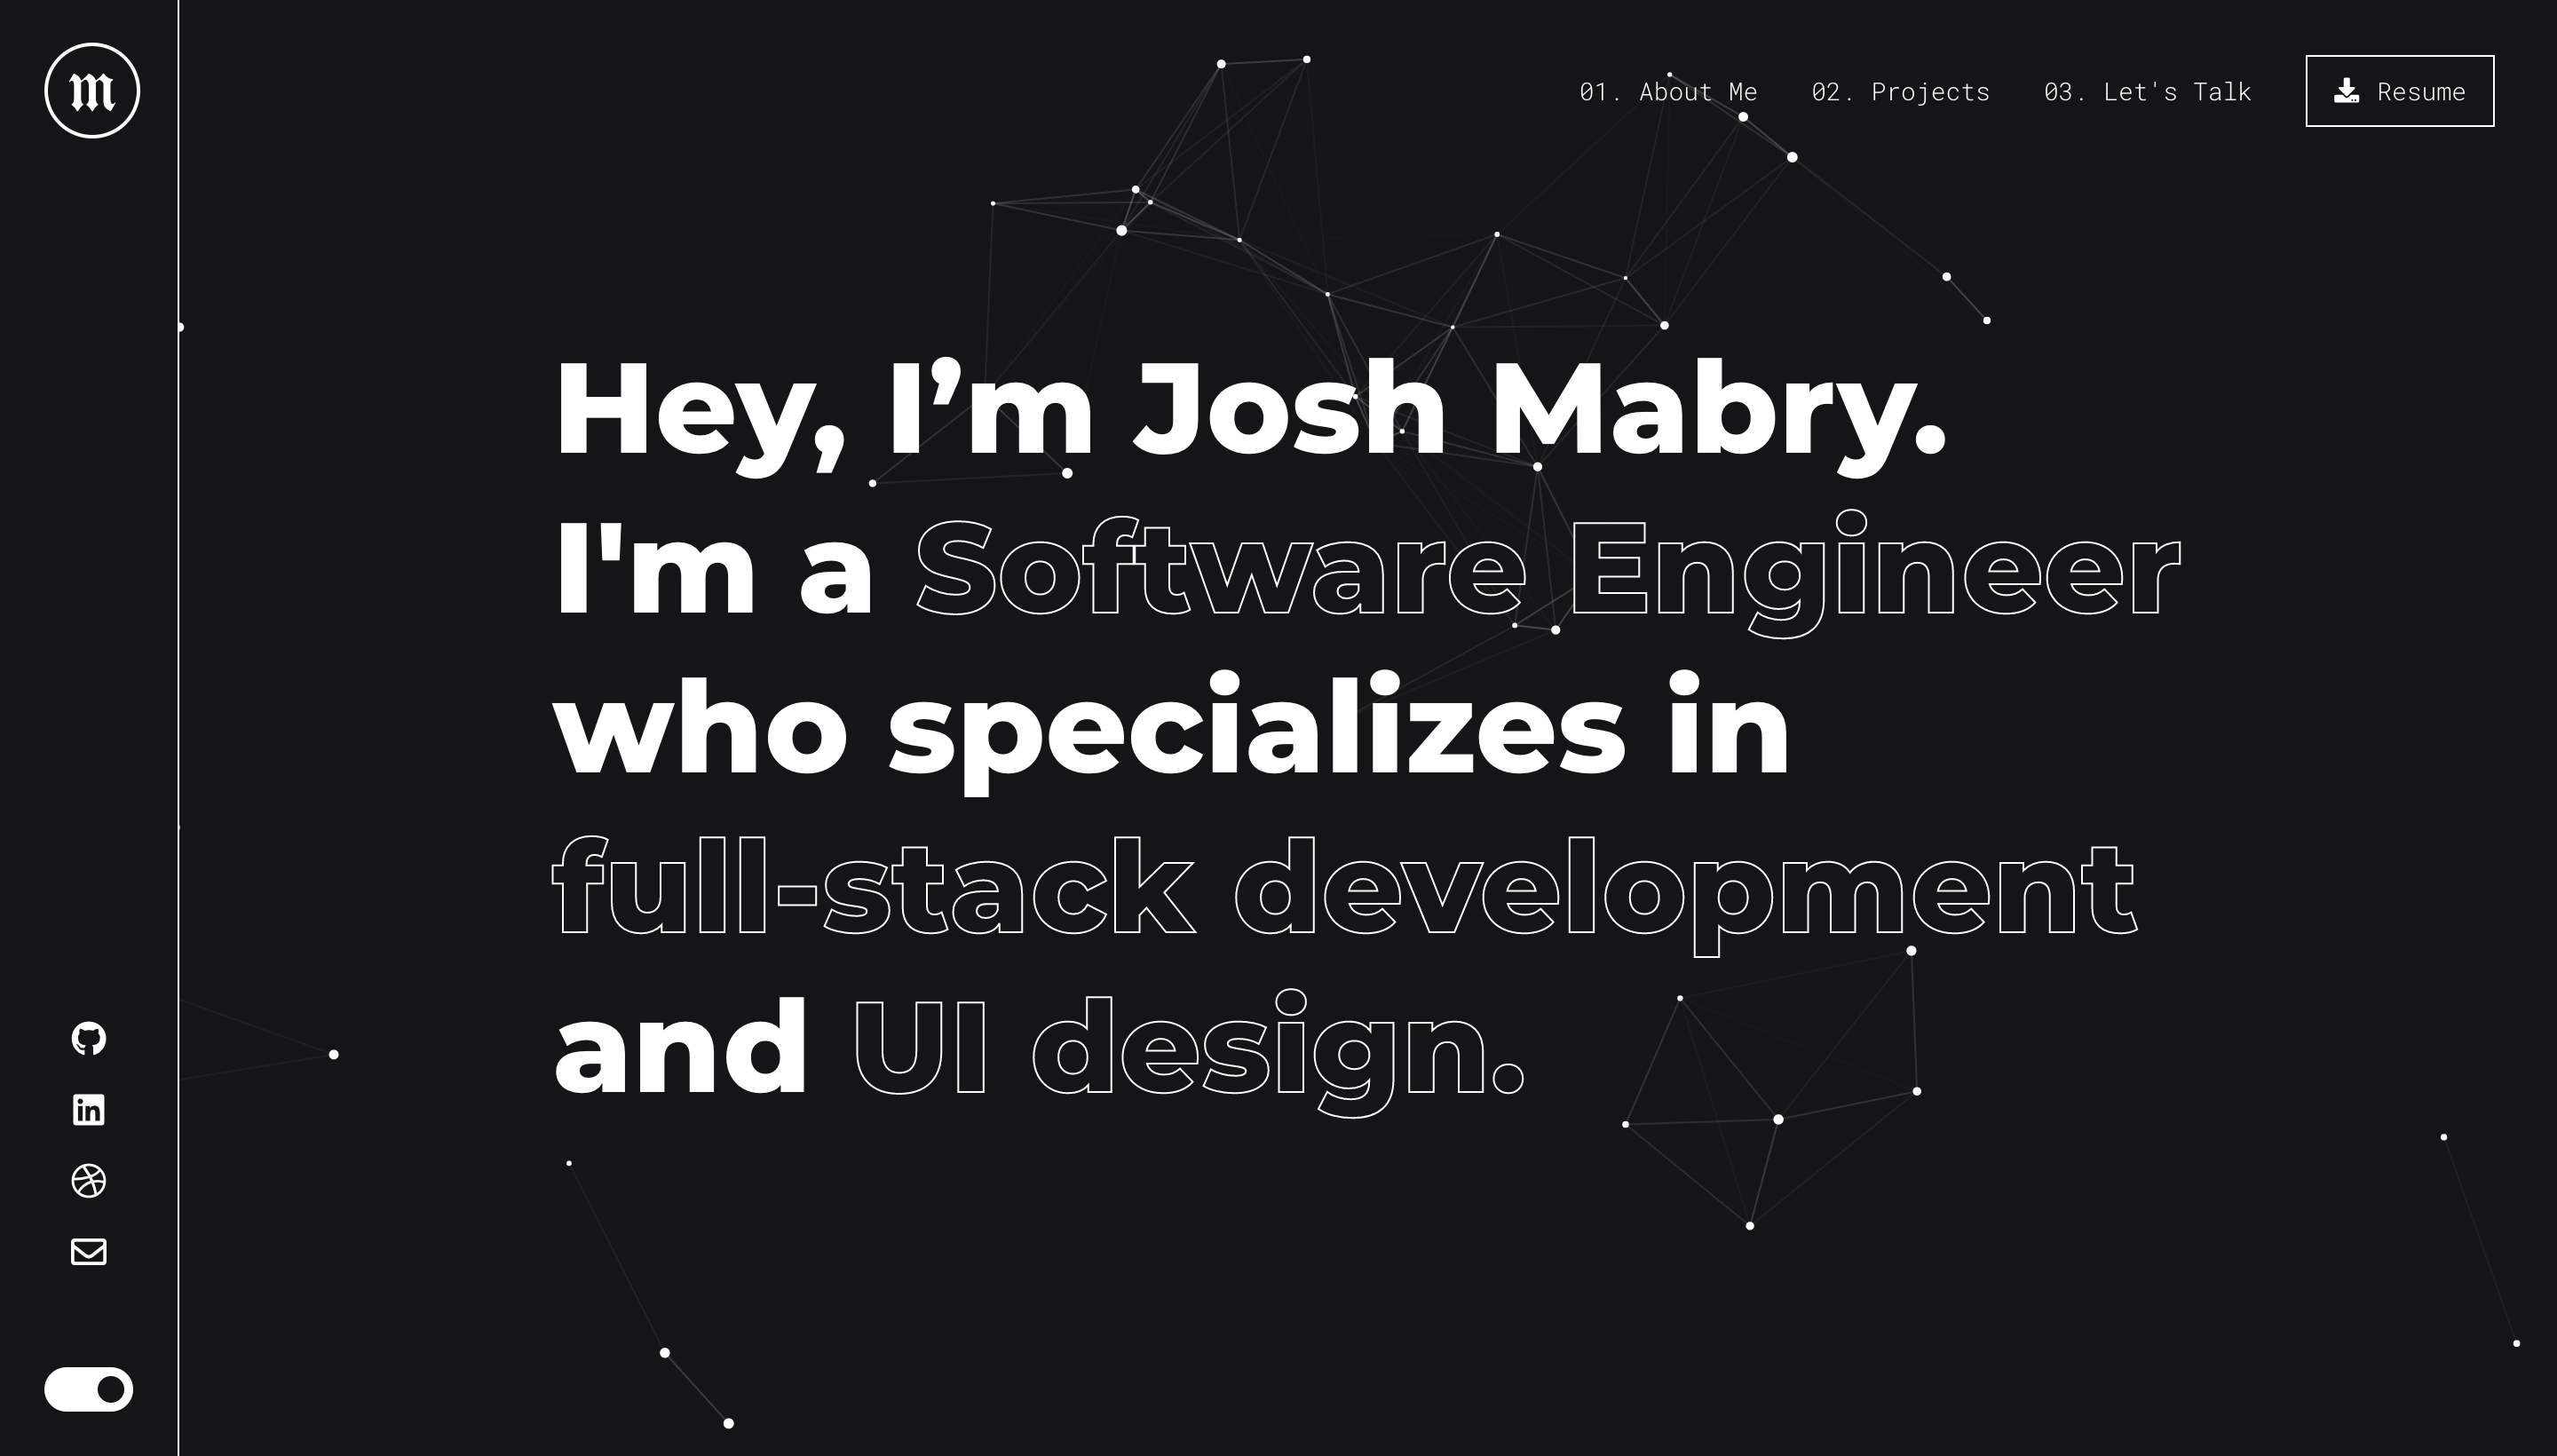 m
01. About Me 02. Projects 03. Let's Talk Resume
Hey, I’m Josh Mabry.
I'm a Software Engineer
who specializes in
full-stack development
and UI design.
in